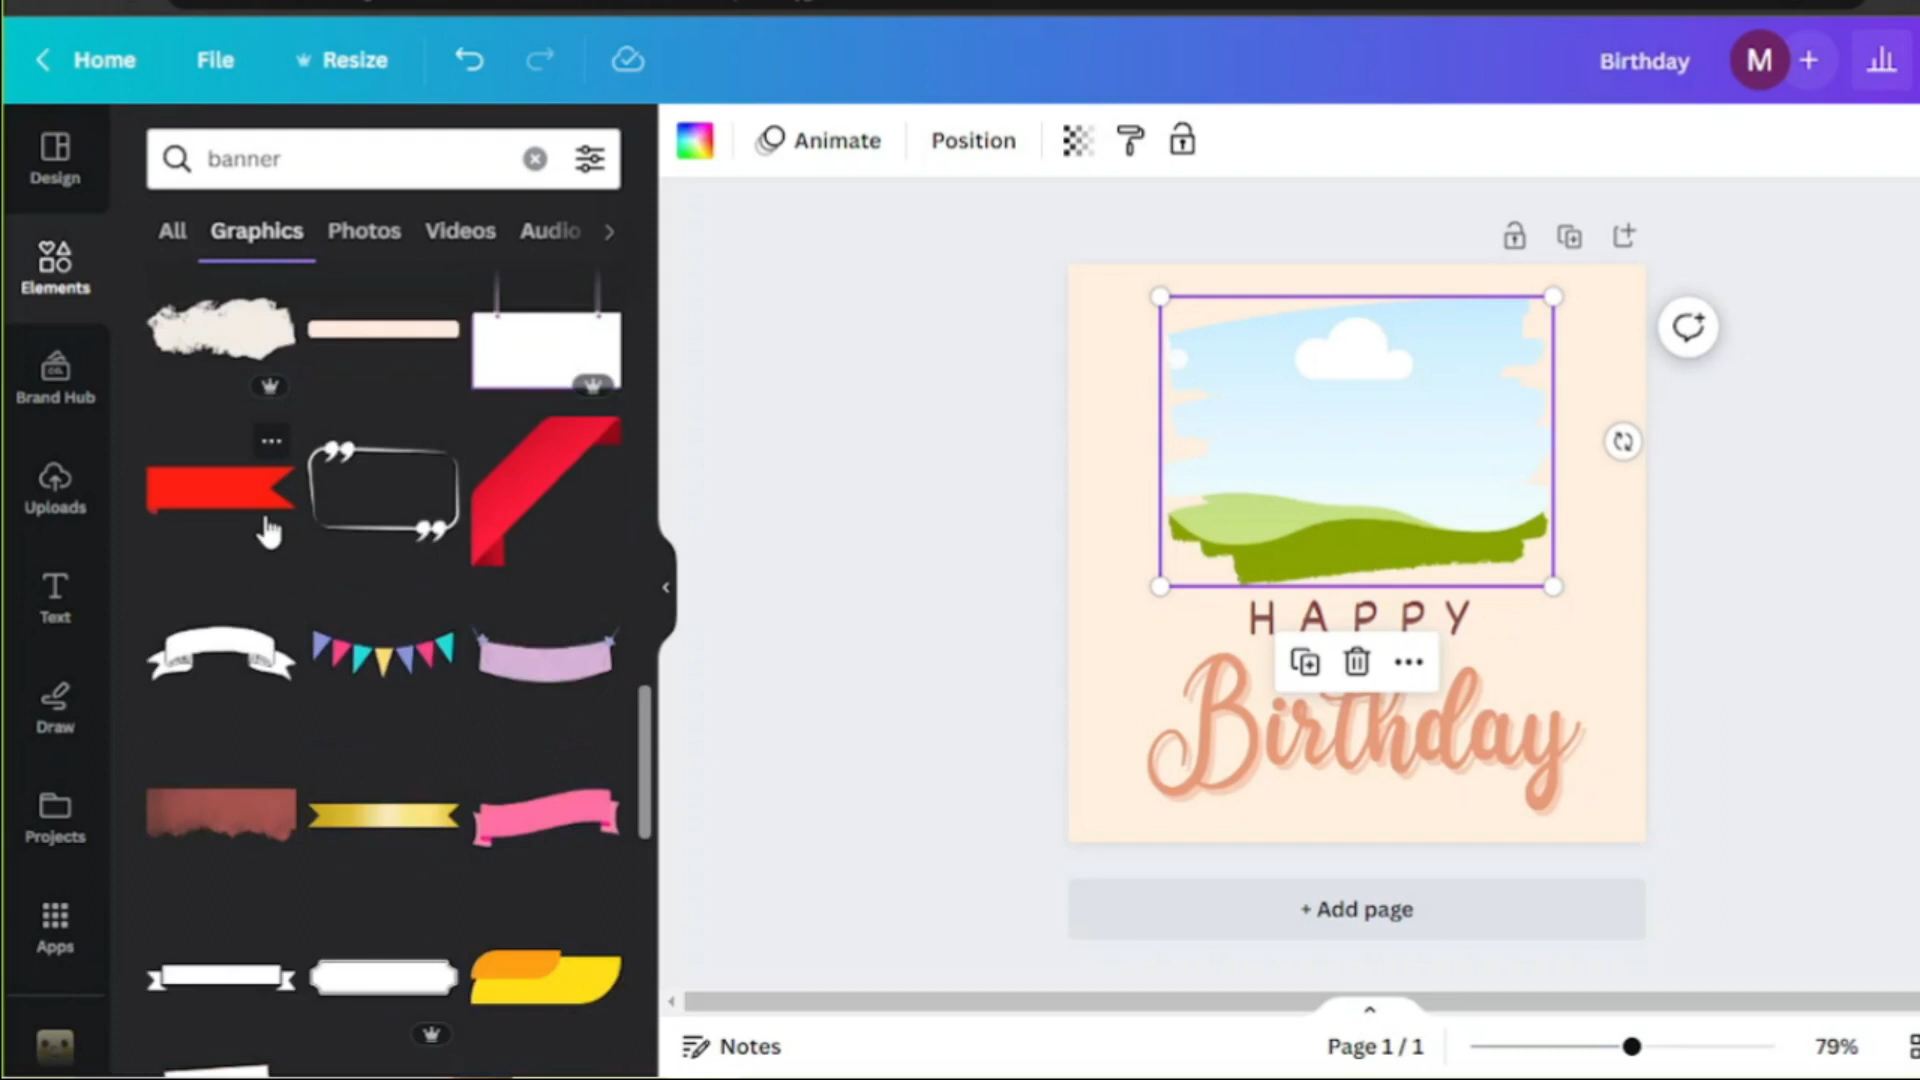 Home File Resize Birthday M
banner
Animate Position
Design
All Graphics Photos Videos Audio
Elements
Brand Hub
Uploads
Text
HAPPY
Birthday
Draw
Projects
+ Add page
Apps
Notes Page 1 / 1 79%